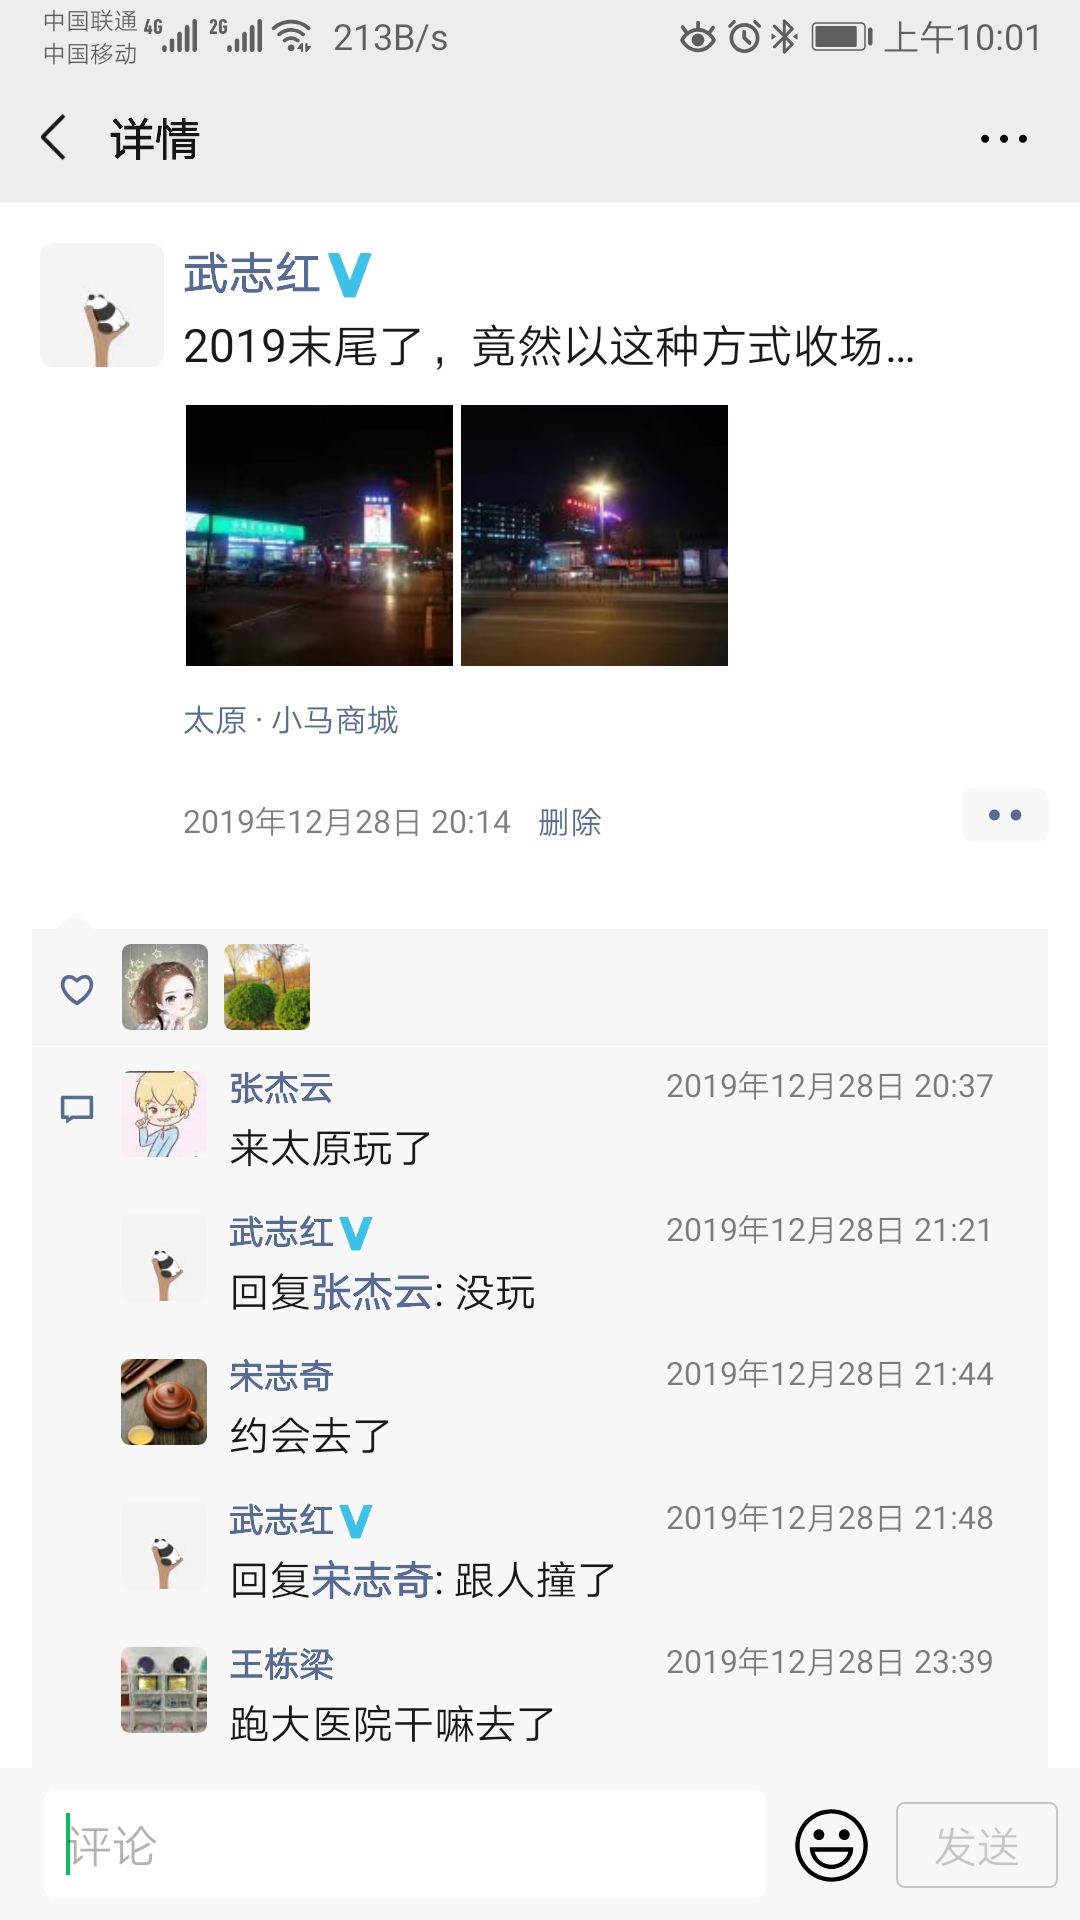 中国联通 4G 2G 213B/s 上午10:01
中国移动
详情
武志红
2019末尾了，竟然以这种方式收场...
太原 · 小马商城
2019年12月28日 20:14 删除
张杰云 2019年12月28日 20:37
来太原玩了
武志红 2019年12月28日 21:21
回复张杰云: 没玩
宋志奇 2019年12月28日 21:44
约会去了
武志红 2019年12月28日 21:48
回复宋志奇: 跟人撞了
王栋梁 2019年12月28日 23:39
跑大医院干嘛去了
评论 发送